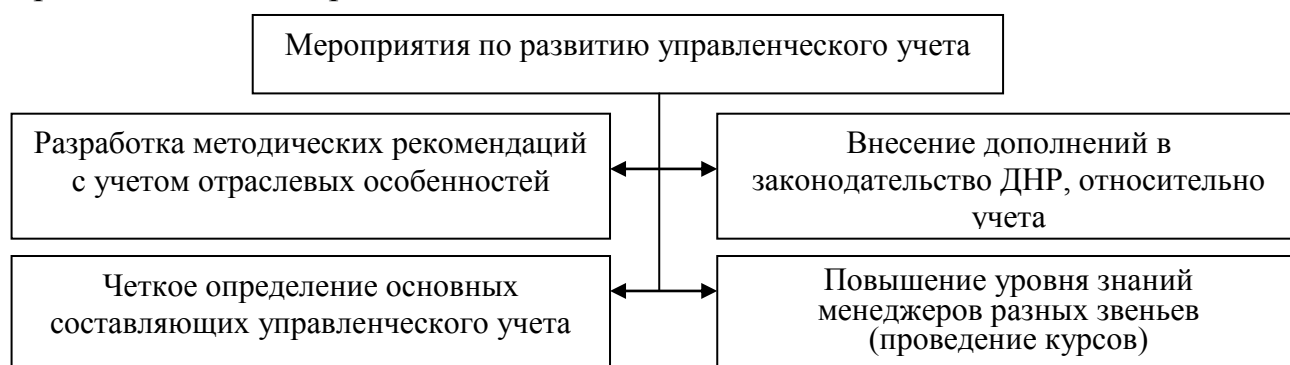 Мероприятия по развитию управленческого учета
Разработка методических рекомендаций
с учетом отраслевых особенностей
Внесение дополнений в
законодательство ДНР, относительно
учета
Четкое определение основных
составляющих управленческого учета
Повышение уровня знаний
менеджеров разных звеньев
(проведение курсов)